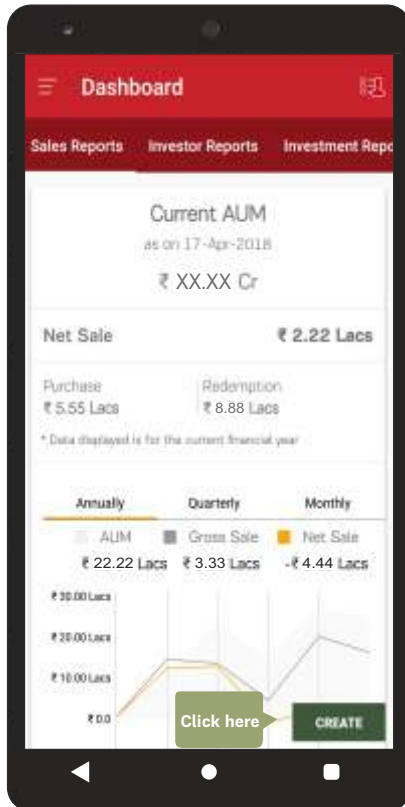 Dashboard
Sales Reports Investor Reports Investment Repo
Current AUM
as on 17-Apr-2018
₹ XX.XX Cr
Net Sale ₹ 2.22 Lacs
Purchase Redemption
₹ 5.55 Lacs ₹ 8.88 Lacs
* Data displayed is for the current financial year
Annually Quarterly Monthly
AUM Gross Sale Net Sale
₹ 22.22 Lacs ₹ 3.33 Lacs -₹ 4.44 Lacs
₹ 30.00 Lacs
₹ 20.00 Lacs
₹ 10.00 Lacs
₹ 0.0
Click here CREATE